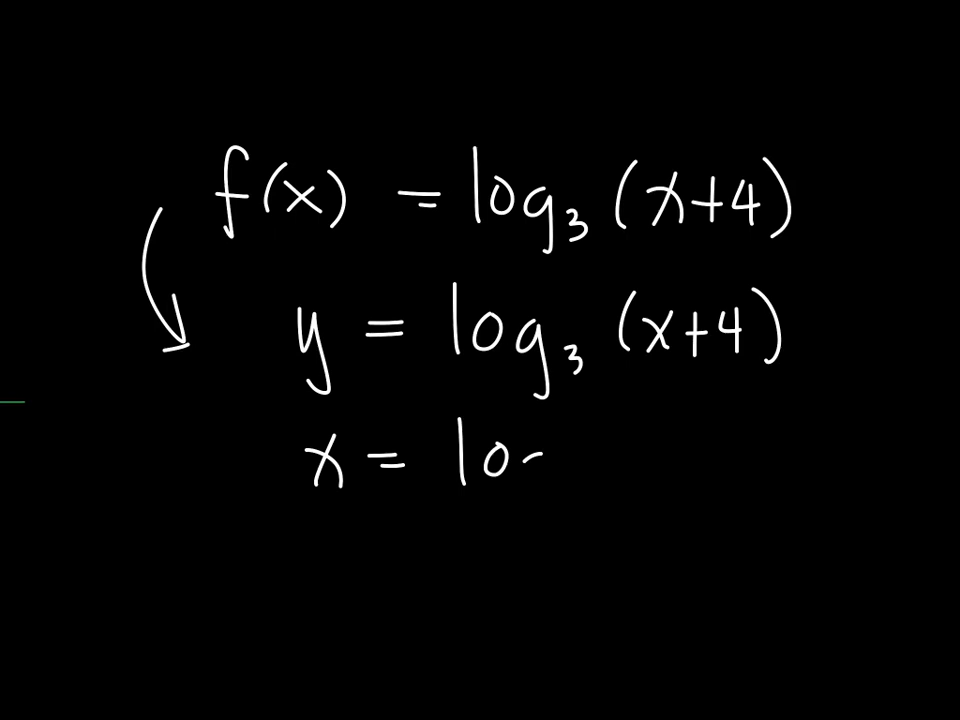 f(x) = log₃ (x+4)
y = log₃ (x+4)
x = lo